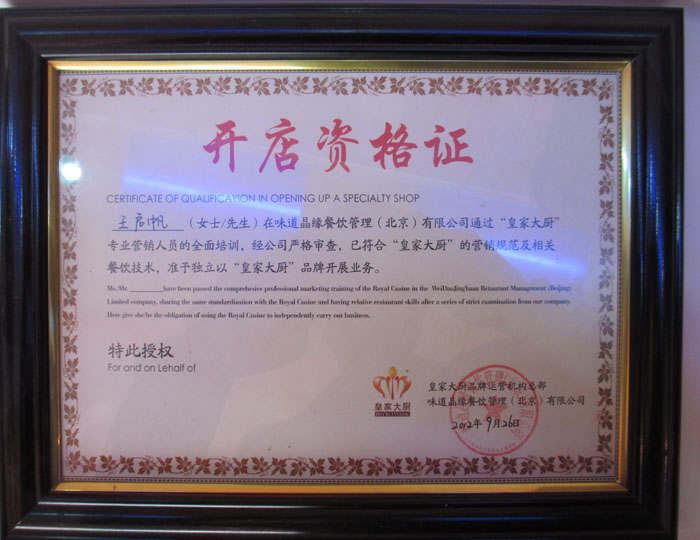 开店资格证
CERTIFICATE OF QUALIFICAYION IN OPENING UP A SPECIALTY SHOP
王启帆 （女士/先生）在味道晶缘餐饮管理（北京）有限公司通过“皇家大厨”
专业营销人员的全面培训，经公司严格审查，已符合“皇家大厨”的营销规范及相关
餐饮技术，准予独立以“皇家大厨”品牌开展业务。
Ms. Mr. __________have been passed the comprehensive professional marketing training of the Royal Cusine in the WeiDaoJingYuan Retaurant Management (Beijing)
Limited company, sharing the same standardization with the Royal Cusine and having relative restaurant skills after a series of strict examination from our company.
Here give she/he the obligation of using the Royal Cusine to independently carry out business.
特此授权
For and on Lehalf of
皇家大厨
皇家大厨品牌运营机构总部
味道晶缘餐饮管理（北京）有限公司
2012年9月26日